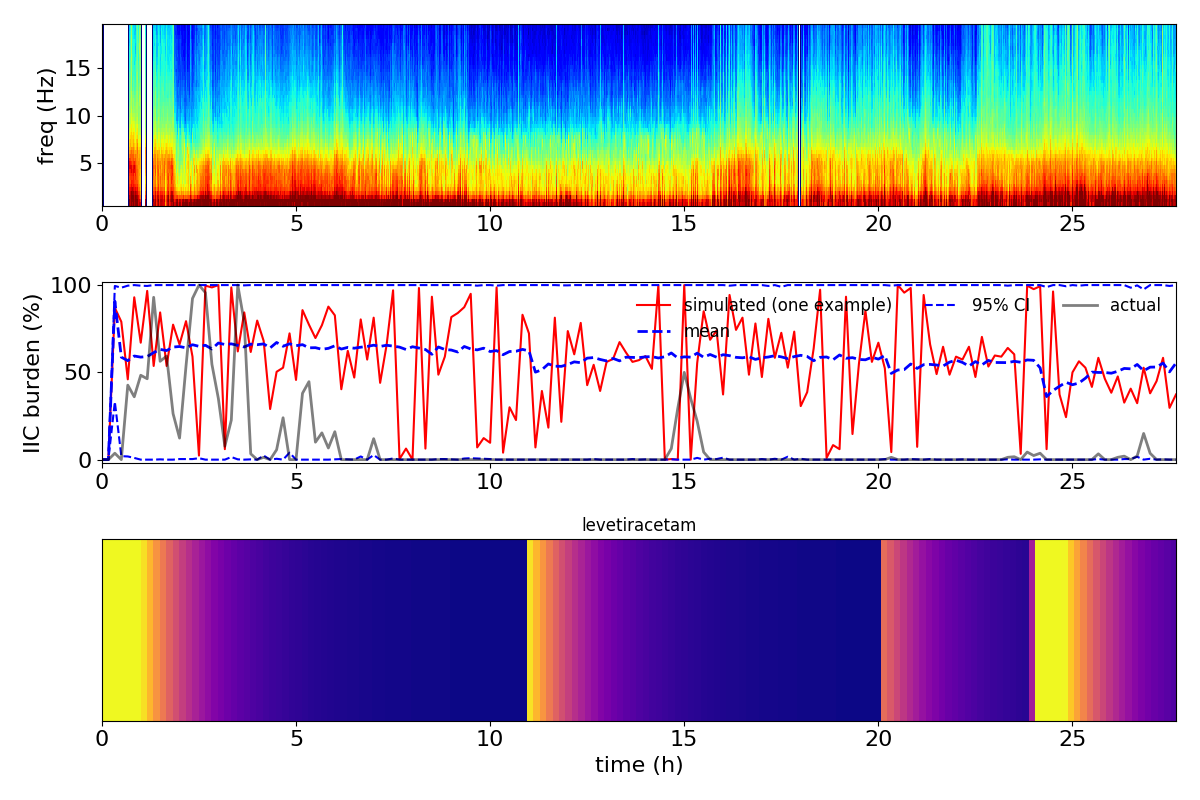 freq (Hz)
15
10
5
0 5 10 15 20 25
IIC burden (%)
100
50
0
simulated (one example) 95% CI actual
mean
0 5 10 15 20 25
levetiracetam
0 5 10 15 20 25
time (h)